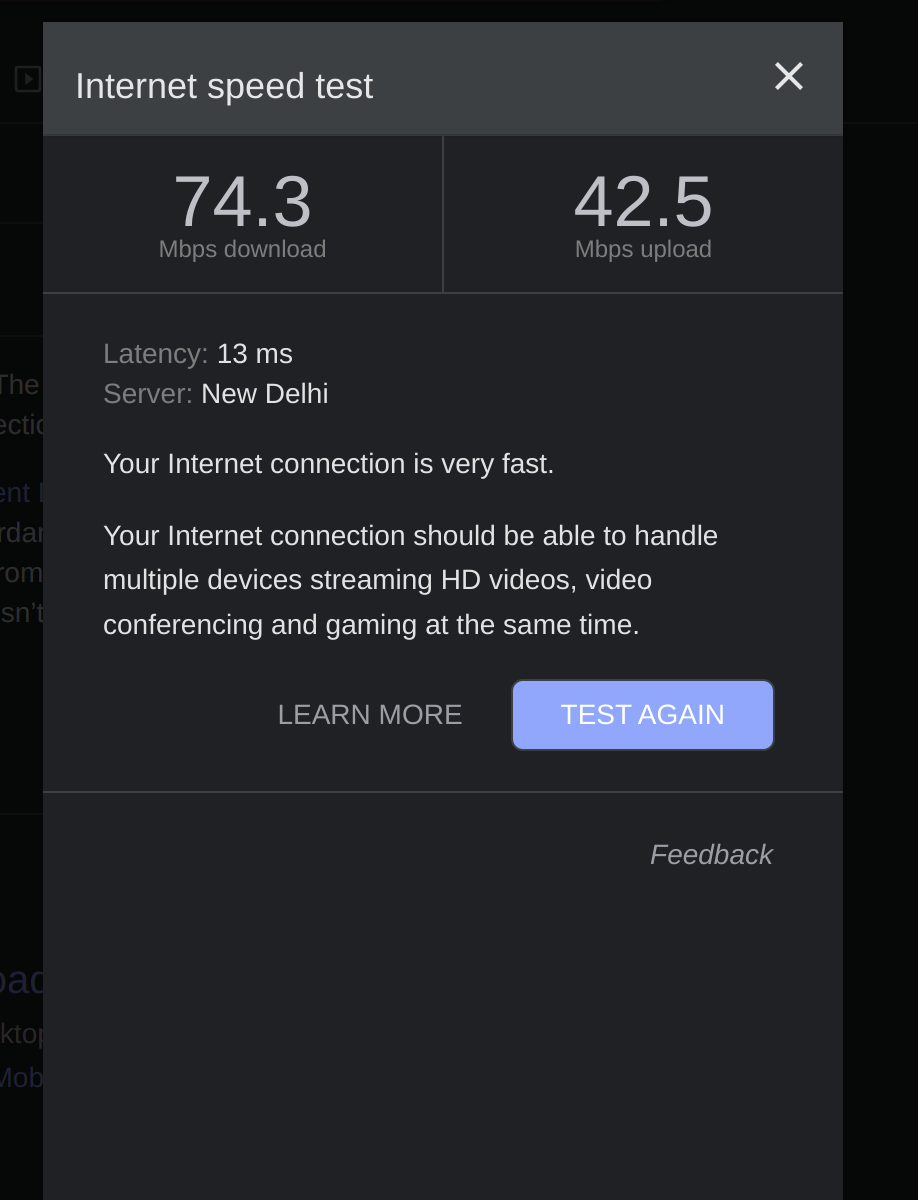 Internet speed test
74.3
Mbps download
42.5
Mbps upload
Latency: 13 ms
Server: New Delhi
Your Internet connection is very fast.
Your Internet connection should be able to handle
multiple devices streaming HD videos, video
conferencing and gaming at the same time.
LEARN MORE
TEST AGAIN
Feedback
The